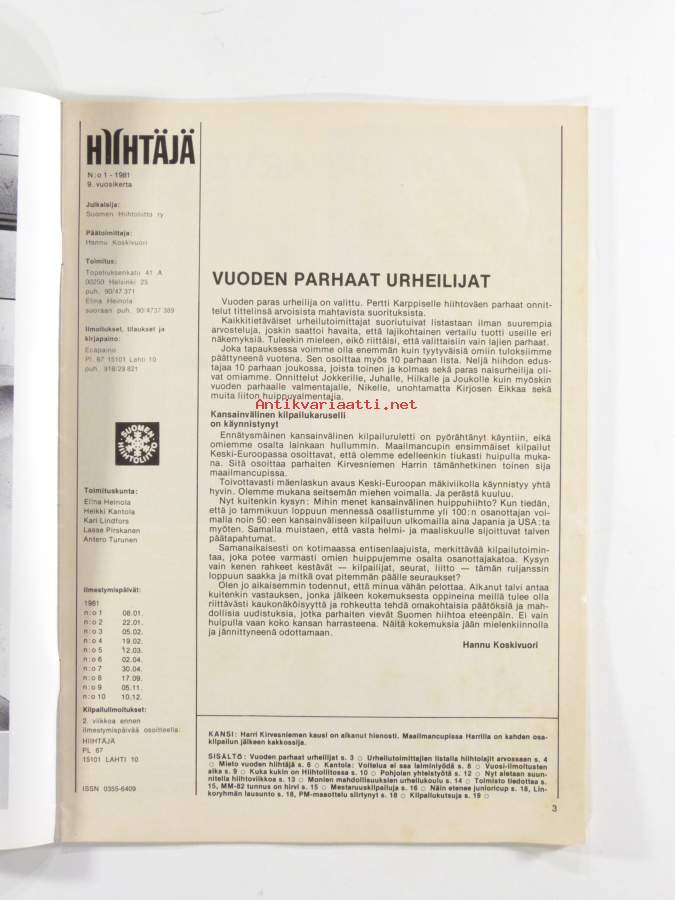 HIIHTÄJÄ
N:o 1 - 1981
9. vuosikerta
Julkaisija:
Suomen Hiihtoliitto ry
Päätoimittaja:
Hannu Koskivuori
Toimitus:
Topeliuksenkatu 41 A
00250 Helsinki 25
puh. 90/47 371
Elina Heinola
suoraan puh. 90/4737 389
Ilmoitukset, tilaukset ja
kirjapaino:
Eräpaino
Pl 67 15101 Lahti 10
puh. 918/29 821
SUOMEN
HIIHTOLIITTO
Toimituskunta:
Elina Heinola
Heikki Kantola
Kari Lindfors
Lasse Pirskanen
Antero Turunen
Ilmestymispäivät:
1981
n:o 1 08.01.
n:o 2 22.01.
n:o 3 05.02.
n:o 4 19.02.
n:o 5 12.03.
n:o 6 02.04.
n:o 7 30.04.
n:o 8 17.09.
n:o 9 05.11.
n:o 10 10.12.
Kilpailuilmoitukset:
2. viikkoa ennen
ilmestymispäivää osoitteella:
HIIHTÄJÄ
PL 67
15101 LAHTI 10
ISSN 0355-6409
VUODEN PARHAAT URHEILIJAT
Vuoden paras urheilija on valittu. Pertti Karppiselle hiihtoväen parhaat onnit-
telut tittelinsä arvoisista mahtavista suorituksista.
Kaikkitietäväiset urheilutoimittajat suoriutuivat listastaan ilman suurempia
arvosteluja, joskin saattoi havaita, että lajikohtainen vertailu tuotti useille eri
näkemyksiä. Tuleekin mieleen, eikö riittäisi, että valittaisiin vain lajien parhaat.
Joka tapauksessa voimme olla enemmän kuin tyytyväisiä omiin tuloksiimme
päättyneenä vuotena. Sen osoittaa myös 10 parhaan lista. Neljä hiihdon edus-
tajaa 10 parhaan joukossa, joista toinen ja kolmas sekä paras naisurheilija oli-
vat omiamme. Onnittelut Jokkerille, Juhalle, Hilkalle ja Joukolle kuin myöskin
vuoden parhaalle valmentajalle, Nikelle, unohtamatta Kirjosen Eikkaa sekä
muita liiton huippuvalmentajia.
Antikvariaatti.net
Kansainvälinen kilpailukaruselli
on käynnistynyt
Ennätysmäinen kansainvälinen kilpailuruletti on pyörähtänyt käyntiin, eikä
omiemme osalta lainkaan hullummin. Maailmancupin ensimmäiset kilpailut
Keski-Euroopassa osoittavat, että olemme edelleenkin tiukasti huipulla muka-
na. Sitä osoittaa parhaiten Kirvesniemen Harrin tämänhetkinen toinen sija
maailmancupissa.
Toivottavasti mäenlaskun avaus Keski-Euroopan mäkiviikolla käynnistyy yhtä
hyvin. Olemme mukana seitsemän miehen voimalla. Ja perästä kuuluu.
Nyt kuitenkin kysyn: Mihin menet kansainvälinen huippuhiihto? Kun tiedän,
että jo tammikuun loppuun mennessä osallistumme yli 100:n osanottajan voi-
malla noin 50:een kansainväliseen kilpailuun ulkomailla aina Japania ja USA:ta
myöten. Samalla muistaen, että vasta helmi- ja maaliskuulle sijoittuvat talven
päätapahtumat.
Samanaikaisesti on kotimaassa entisenlaajuista, merkittävää kilpailutoimin-
taa, joka potee varmasti omien huippujemme osalta osanottajakatoa. Kysyn
vain kenen rahkeet kestävät — kilpailijat, seurat, liitto — tämän ruljanssin
loppuun saakka ja mitkä ovat pitemmän päälle seuraukset?
Olen jo aikaisemmin todennut, että minua vähän pelottaa. Alkanut talvi antaa
kuitenkin vastauksen, jonka jälkeen kokemuksesta oppineina meillä tulee olla
riittävästi kaukonäköisyyttä ja rohkeutta tehdä omakohtaisia päätöksiä ja mah-
dollisia uudistuksia, jotka parhaiten vievät Suomen hiihtoa eteenpäin. Ei vain
huipulla vaan koko kansan harrasteena. Näitä kokemuksia jään mielenkiinnolla
ja jännittyneenä odottamaan.
Hannu Koskivuori
KANSI: Harri Kirvesniemen kausi on alkanut hienosti. Maailmancupissa Harrilla on kahden osa-
kilpailun jälkeen kakkossija.
SISÄLTÖ: Vuoden parhaat urheilijat s. 3 ○ Urheilutoimittajien listalla hiihtolajit arvossaan s. 4
○ Mieto vuoden hiihtäjä s. 6 ○ Kantola: Voitelua ei saa laiminlyödä s. 8 ○ Vuosi-ilmoitusten
aika s. 9 ○ Kuka kukin on Hiihtoliitossa s. 10 ○ Pohjolan yhteistyötä s. 12 ○ Nyt aletaan suun-
nitella hiihtoviikkoa s. 13 ○ Monien mahdollisuuksien urheilukoulu s. 14 ○ Toimisto tiedottaa s.
15, MM-82 tunnus on hirvi s. 15 ○ Mestaruuskilpailuja s. 16 ○ Näin etenee juniorcup s. 18, Lin-
koryhmän lausunto s. 18, PM-maaottelu siirtynyt s. 18 ○ Kilpailukutsuja s. 19 ○
3